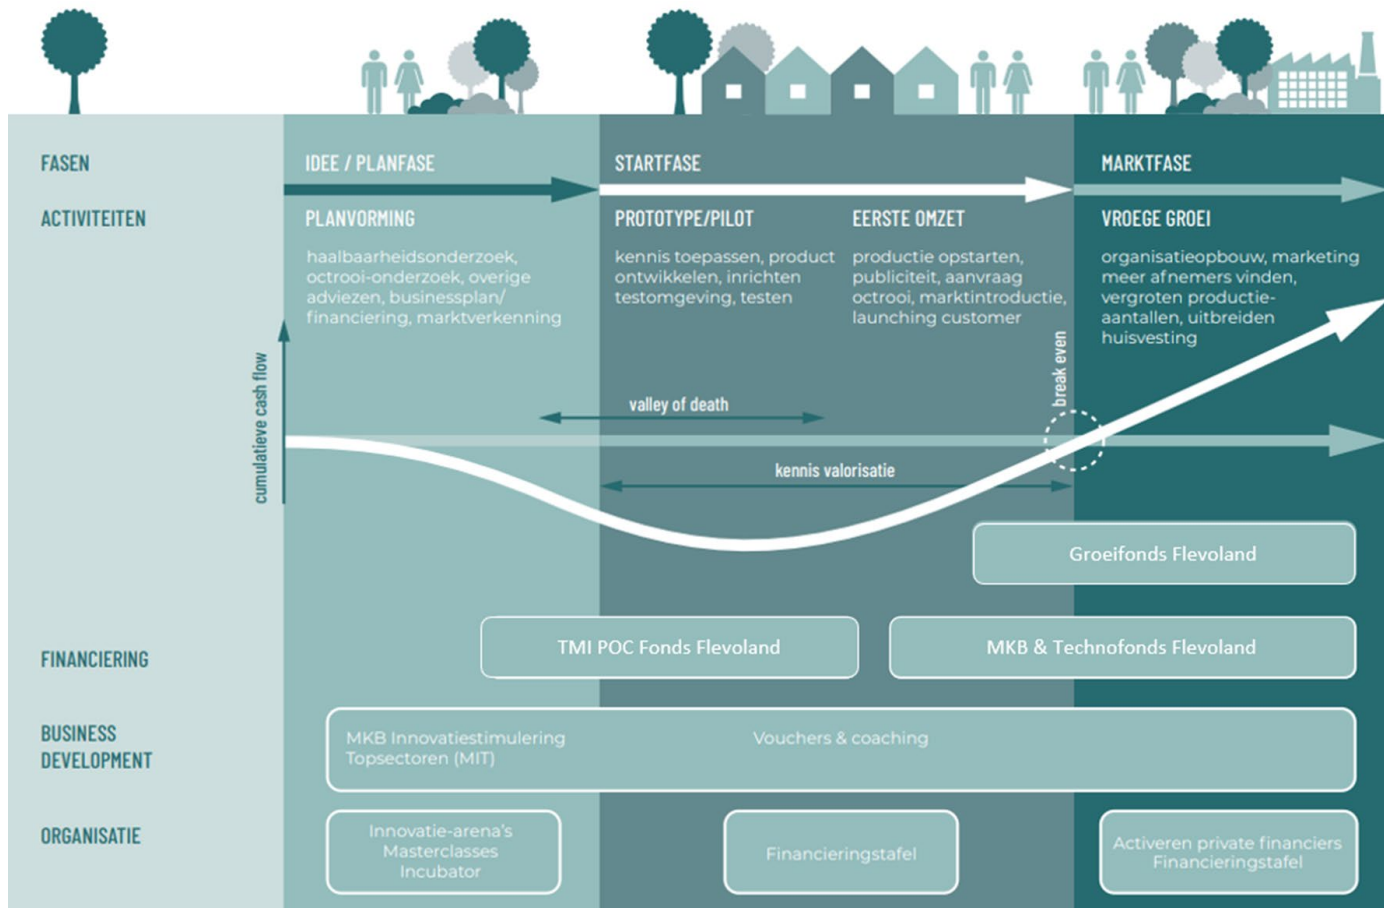 FASEN
IDEE / PLANFASE
STARTFASE
MARKTFASE
ACTIVITEITEN
PLANVORMING
haalbaarheidsonderzoek,
octrooi-onderzoek, overige
adviezen, businessplan/
financiering, marktverkenning
PROTOTYPE/PILOT
kennis toepassen, product
ontwikkelen, inrichten
testomgeving, testen
EERSTE OMZET
productie opstarten,
publiciteit, aanvraag
octrooi, marktintroductie,
launching customer
VROEGE GROEI
organisatieopbouw, marketing
meer afnemers vinden,
vergroten productie-
aantallen, uitbreiden
huisvesting
cumulatieve cash flow
valley of death
break even
kennis valorisatie
Groeifonds Flevoland
FINANCIERING
TMI POC Fonds Flevoland
MKB & Technofonds Flevoland
BUSINESS
DEVELOPMENT
MKB Innovatiestimulering
Topsectoren (MIT)
Vouchers & coaching
ORGANISATIE
Innovatie-arena's
Masterclasses
Incubator
Financieringstafel
Activeren private financiers
Financieringstafel